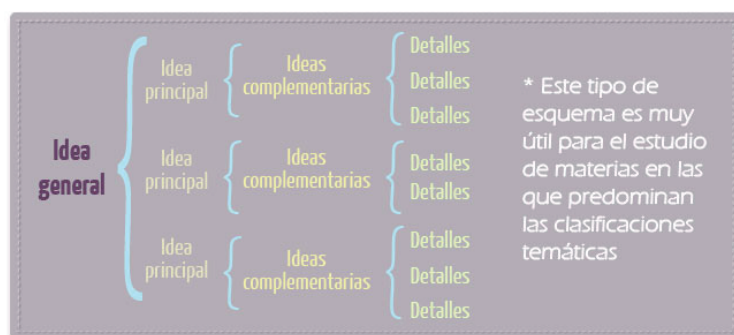 Idea
general
Idea
principal
Ideas
complementarias
Detalles
Detalles
Detalles
Idea
principal
Ideas
complementarias
Detalles
Detalles
Idea
principal
Ideas
complementarias
Detalles
Detalles
Detalles
* Este tipo de
esquema es muy
útil para el estudio
de materias en las
que predominan
las clasificaciones
temáticas